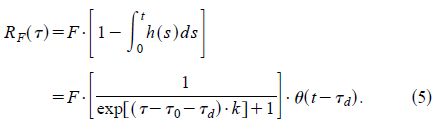 R_F(τ)=F·[1−∫_0^t h(s)ds]
=F·[1/(exp[(τ−τ_0−τ_d)·k]+1)]·θ(t−τ_d). (5)